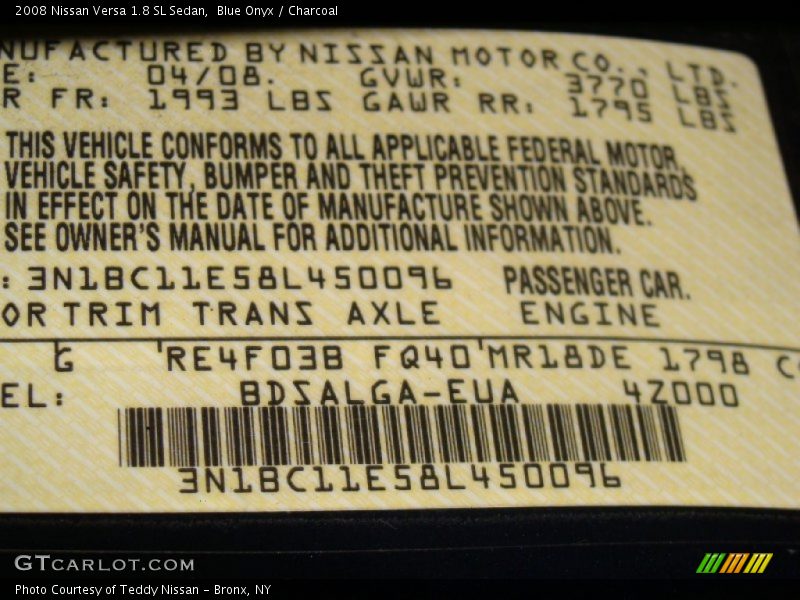 2008 Nissan Versa 1.8 SL Sedan, Blue Onyx / Charcoal
NUFACTURED BY NISSAN MOTOR CO., LTD.
E: 04/08. GVWR: 3770 LBS
R FR: 1993 LBS GAWR RR: 1795 LBS
THIS VEHICLE CONFORMS TO ALL APPLICABLE FEDERAL MOTOR
VEHICLE SAFETY, BUMPER AND THEFT PREVENTION STANDARDS
IN EFFECT ON THE DATE OF MANUFACTURE SHOWN ABOVE.
SEE OWNER'S MANUAL FOR ADDITIONAL INFORMATION.
: 3N1BC11E58L450096 PASSENGER CAR.
OR TRIM TRANS AXLE ENGINE
G RE4F03B FQ40 MR18DE 1798 C
EL: BDSALGA-EUA 4Z000
3N1BC11E58L450096
GTCARLOT.COM
Photo Courtesy of Teddy Nissan - Bronx, NY